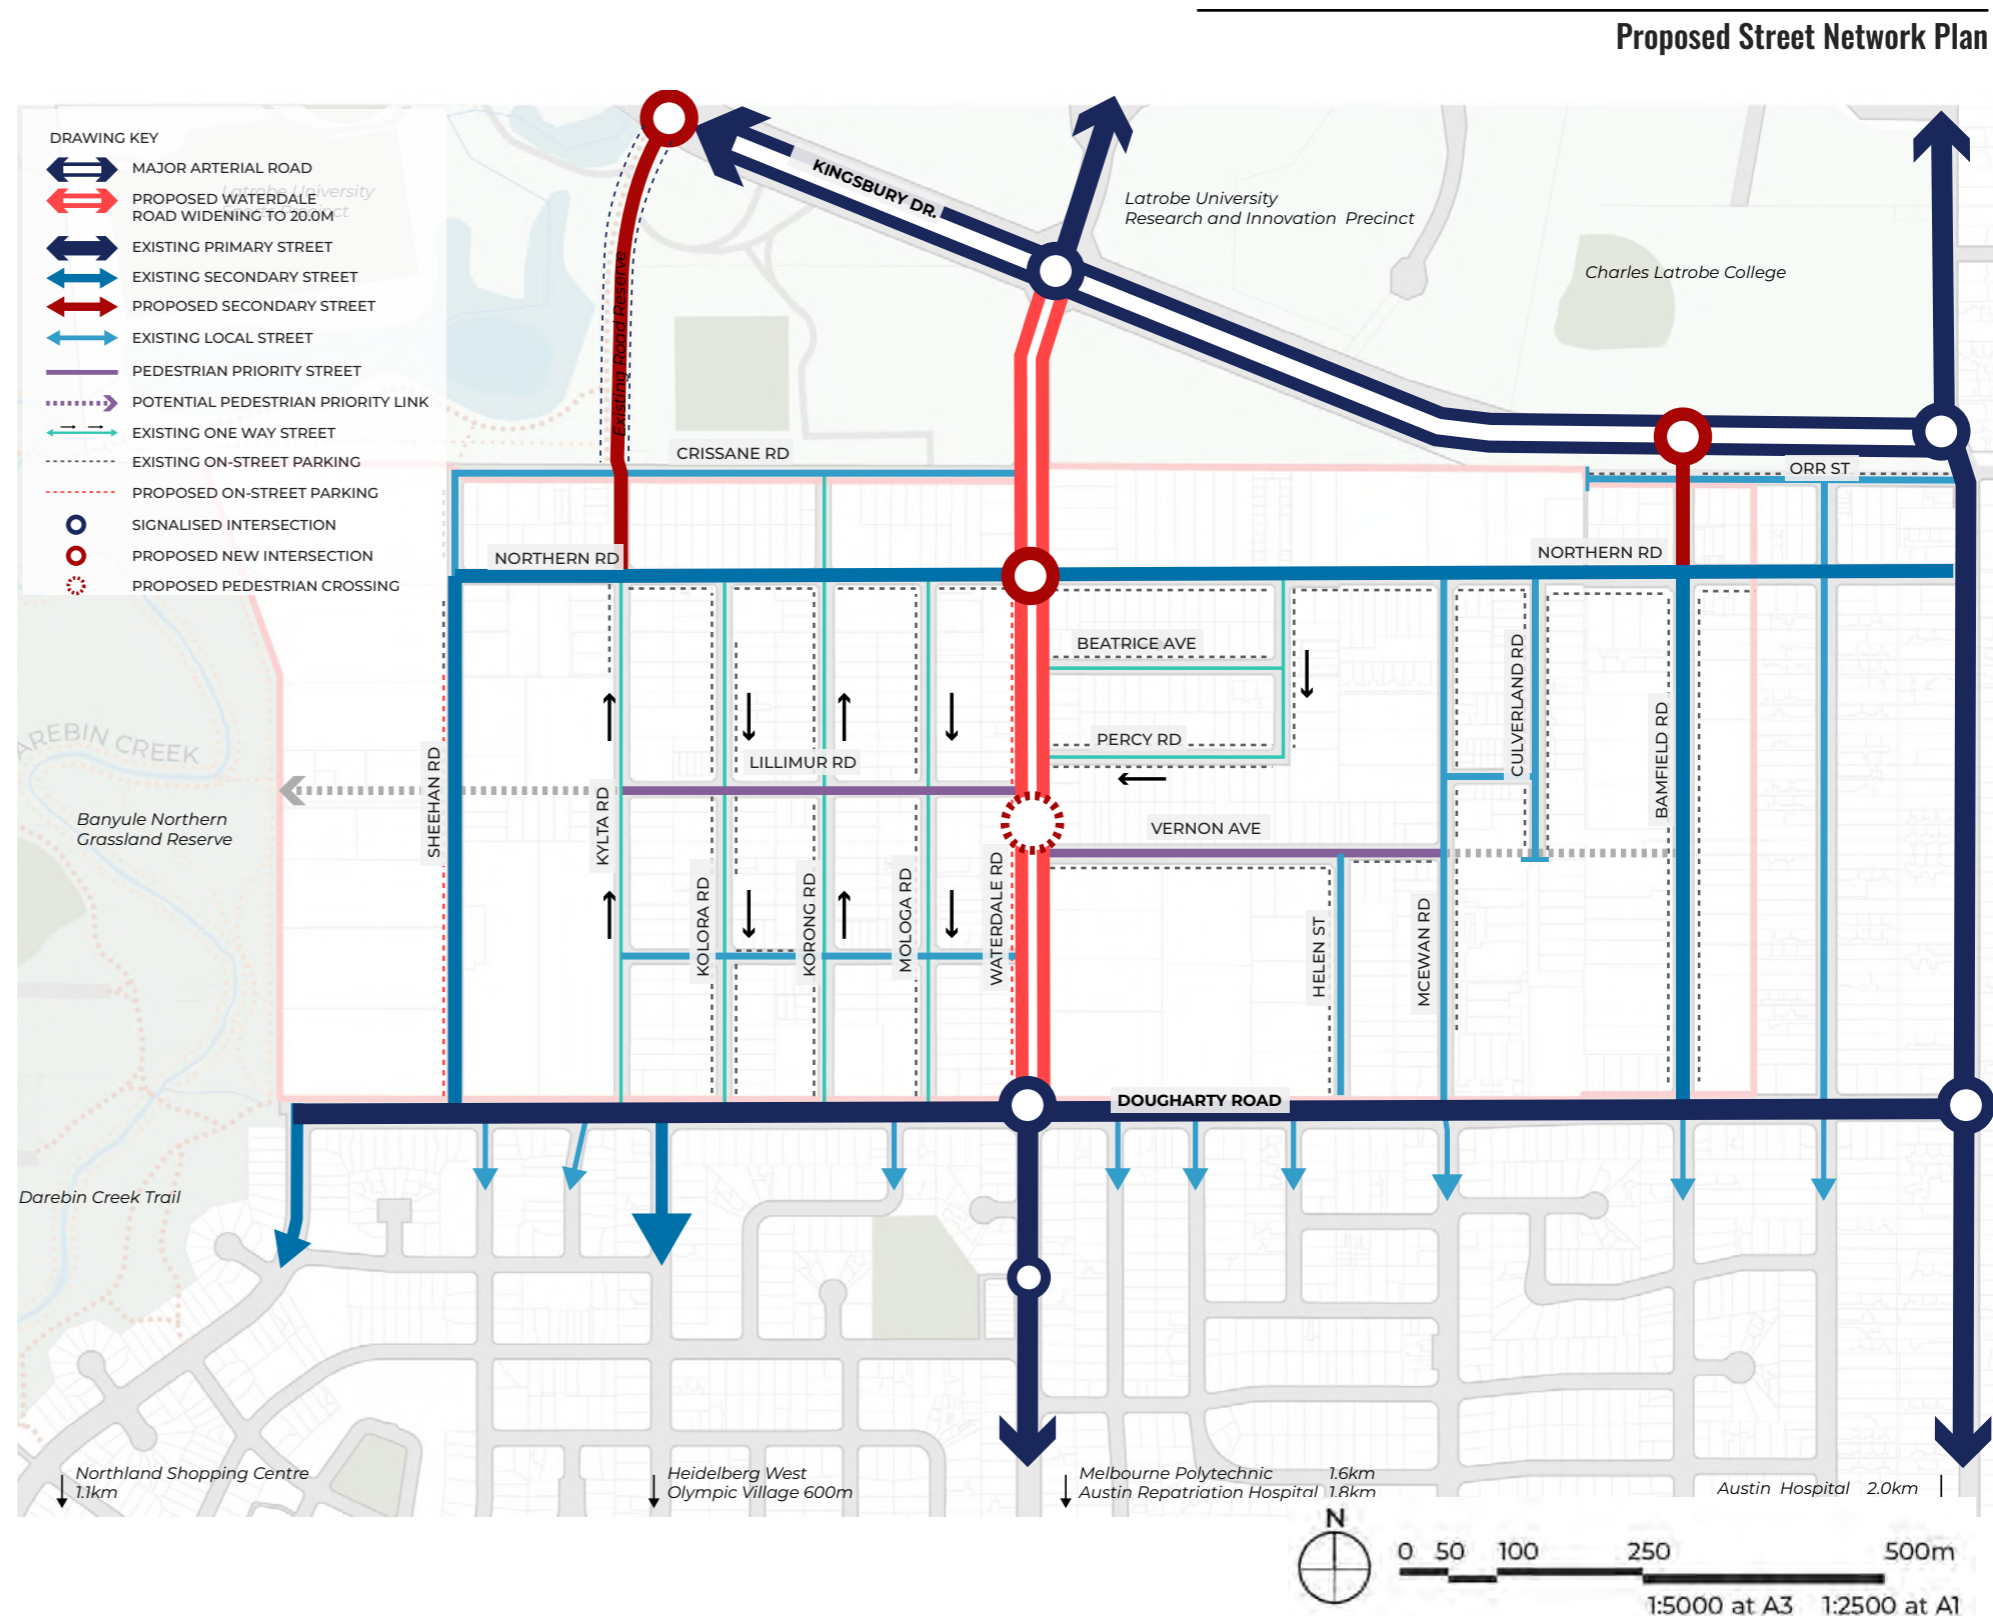 Proposed Street Network Plan
DRAWING KEY
MAJOR ARTERIAL ROAD
PROPOSED WATERDALE
ROAD WIDENING TO 20.0M
EXISTING PRIMARY STREET
EXISTING SECONDARY STREET
PROPOSED SECONDARY STREET
EXISTING LOCAL STREET
PEDESTRIAN PRIORITY STREET
POTENTIAL PEDESTRIAN PRIORITY LINK
EXISTING ONE WAY STREET
EXISTING ON-STREET PARKING
PROPOSED ON-STREET PARKING
SIGNALISED INTERSECTION
PROPOSED NEW INTERSECTION
PROPOSED PEDESTRIAN CROSSING
Latrobe University
Sports Precinct
KINGSBURY DR.
Latrobe University
Research and Innovation Precinct
Charles Latrobe College
Existing Road Reserve
CRISSANE RD
ORR ST
NORTHERN RD
NORTHERN RD
BEATRICE AVE
PERCY RD
CULVERLAND RD
BAMFIELD RD
LILLIMUR RD
SHEEHAN RD
KYLTA RD
VERNON AVE
AREBIN CREEK
Banyule Northern
Grassland Reserve
KOLORA RD
KORONG RD
MOLOGA RD
WATERDALE RD
HELEN ST
MCEWAN RD
DOUGHARTY ROAD
Darebin Creek Trail
Northland Shopping Centre
1.1km
Heidelberg West
Olympic Village 600m
Melbourne Polytechnic 1.6km
Austin Repatriation Hospital 1.8km
Austin Hospital 2.0km
N
0 50 100 250 500m
1:5000 at A3 1:2500 at A1